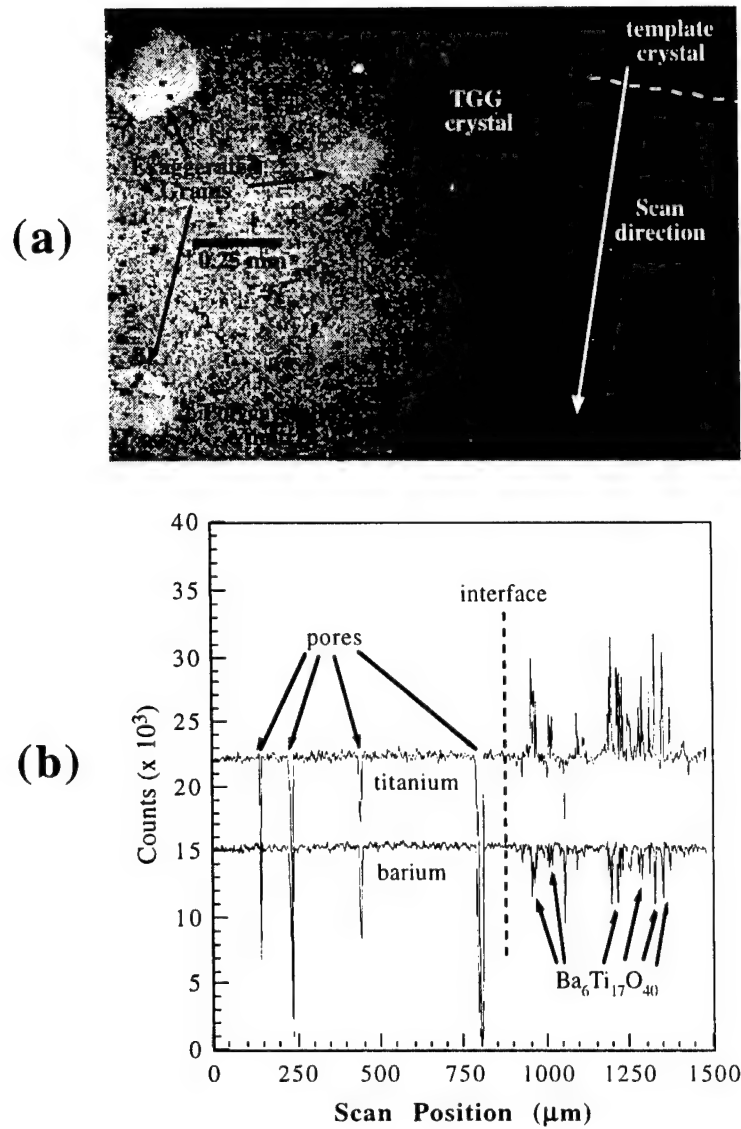 (a)
template
crystal
TGG
crystal
Exaggerated
Grains
Scan
direction
0.25 mm
(b)
40
35
30
25
20
15
10
5
0
Counts (x 10³)
interface
pores
titanium
barium
Ba₆Ti₁₇O₄₀
0 250 500 750 1000 1250 1500
Scan Position (μm)